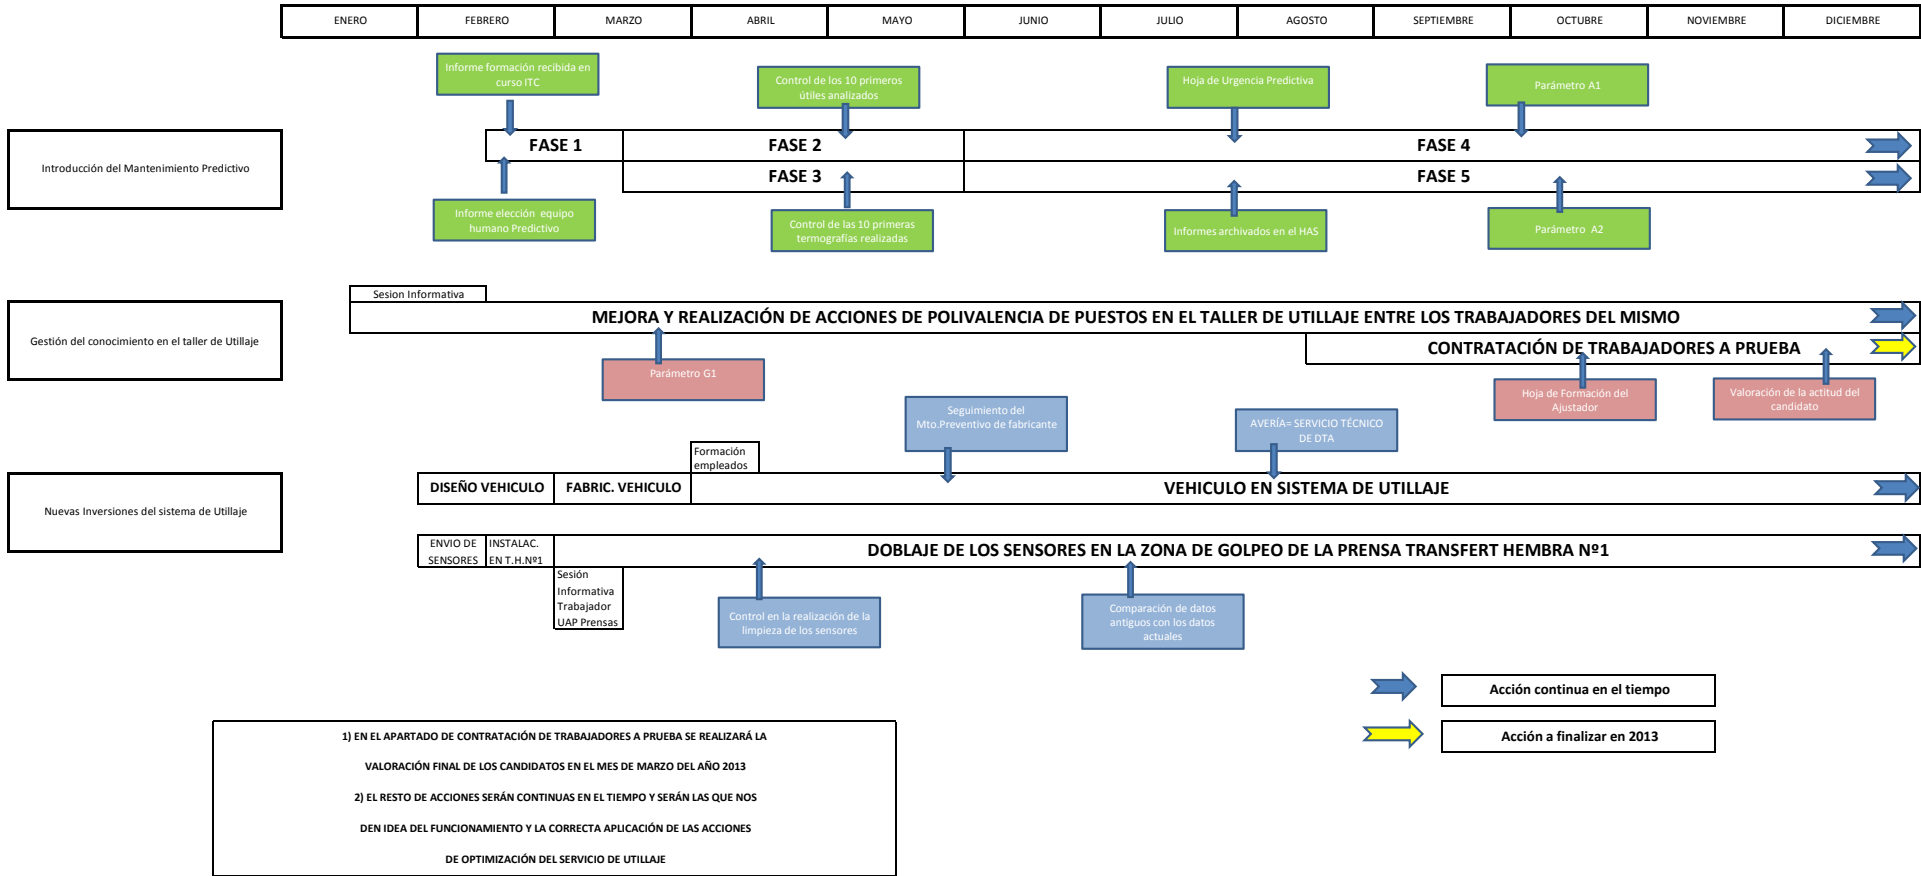 ENERO
FEBRERO
MARZO
ABRIL
MAYO
JUNIO
JULIO
AGOSTO
SEPTIEMBRE
OCTUBRE
NOVIEMBRE
DICIEMBRE
Informe formación recibida en
curso ITC
Control de los 10 primeros
útiles analizados
Hoja de Urgencia Predictiva
Parámetro A1
Introducción del Mantenimiento Predictivo
FASE 1
FASE 2
FASE 4
FASE 3
FASE 5
Informe elección equipo
humano Predictivo
Control de las 10 primeras
termografías realizadas
Informes archivados en el HAS
Parámetro A2
Sesion Informativa
Gestión del conocimiento en el taller de Utillaje
MEJORA Y REALIZACIÓN DE ACCIONES DE POLIVALENCIA DE PUESTOS EN EL TALLER DE UTILLAJE ENTRE LOS TRABAJADORES DEL MISMO
CONTRATACIÓN DE TRABAJADORES A PRUEBA
Parámetro G1
Hoja de Formación del
Ajustador
Valoración de la actitud del
candidato
Seguimiento del
Mto.Preventivo de fabricante
AVERÍA= SERVICIO TÉCNICO
DE DTA
Formación
empleados
Nuevas Inversiones del sistema de Utillaje
DISEÑO VEHICULO
FABRIC. VEHICULO
VEHICULO EN SISTEMA DE UTILLAJE
ENVIO DE
SENSORES
INSTALAC.
EN T.H.Nº1
DOBLAJE DE LOS SENSORES EN LA ZONA DE GOLPEO DE LA PRENSA TRANSFERT HEMBRA Nº1
Sesión
Informativa
Trabajador
UAP Prensas
Control en la realización de la
limpieza de los sensores
Comparación de datos
antiguos con los datos
actuales
Acción continua en el tiempo
Acción a finalizar en 2013
1) EN EL APARTADO DE CONTRATACIÓN DE TRABAJADORES A PRUEBA SE REALIZARÁ LA
VALORACIÓN FINAL DE LOS CANDIDATOS EN EL MES DE MARZO DEL AÑO 2013
2) EL RESTO DE ACCIONES SERÁN CONTINUAS EN EL TIEMPO Y SERÁN LAS QUE NOS
DEN IDEA DEL FUNCIONAMIENTO Y LA CORRECTA APLICACIÓN DE LAS ACCIONES
DE OPTIMIZACIÓN DEL SERVICIO DE UTILLAJE